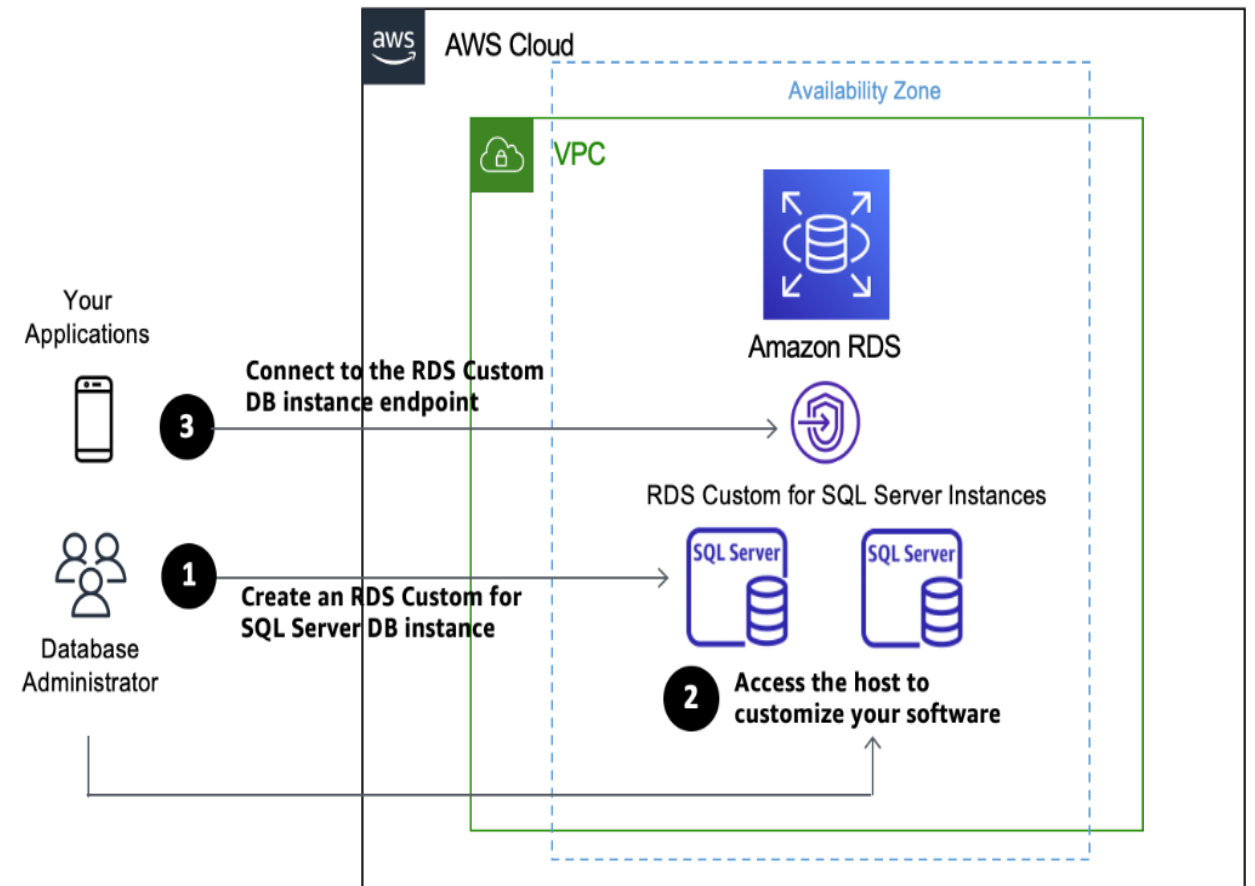 aws
AWS Cloud
Availability Zone
VPC
Amazon RDS
Your
Applications
3
Connect to the RDS Custom
DB instance endpoint
RDS Custom for SQL Server Instances
SQL Server
SQL Server
1
Create an RDS Custom for
SQL Server DB instance
Database
Administrator
2
Access the host to
customize your software